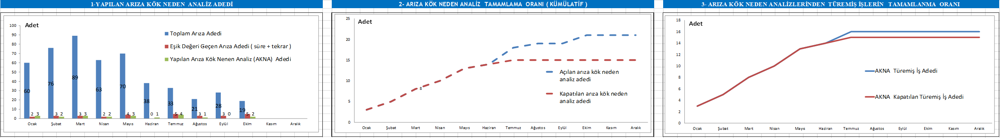 1-YAPILAN ARIZA KÖK NEDEN ANALİZ ADEDİ
Adet
100
90
80
70
60
50
40
30
20
10
0
Toplam Arıza Adedi
Eşik Değeri Geçen Arıza Adedi ( süre + tekrar )
Yapılan Arıza Kök Nenen Analiz (AKNA) Adedi
60 76 89 63 70 38 33 21 28 19
2 3 3 2 3 3 2 2 4 3 0 1 5 4 3 1 3 0 5 2
Ocak Şubat Mart Nisan Mayıs Haziran Temmuz Ağustos Eylül Ekim Kasım Aralık
2- ARIZA KÖK NEDEN ANALİZ TAMAMLAMA ORANI ( KÜMÜLATİF )
Adet
25
20
15
10
5
0
8
Açılan arıza kök neden
analiz adedi
Kapatılan arıza kök neden
analiz adedi
Ocak Şubat Mart Nisan Mayıs Haziran Temmuz Ağustos Eylül Ekim Kasım Aralık
3- ARIZA KÖK NEDEN ANALİZLERİNDEN TÜREMİŞ İŞLERİN TAMAMLANMA ORANI
Adet
18
16
14
12
10
8
6
4
2
0
AKNA Türemiş İş Adedi
AKNA Kapatılan Türemiş İş Adedi
Ocak Şubat Mart Nisan Mayıs Haziran Temmuz Ağustos Eylül Ekim Kasım Aralık